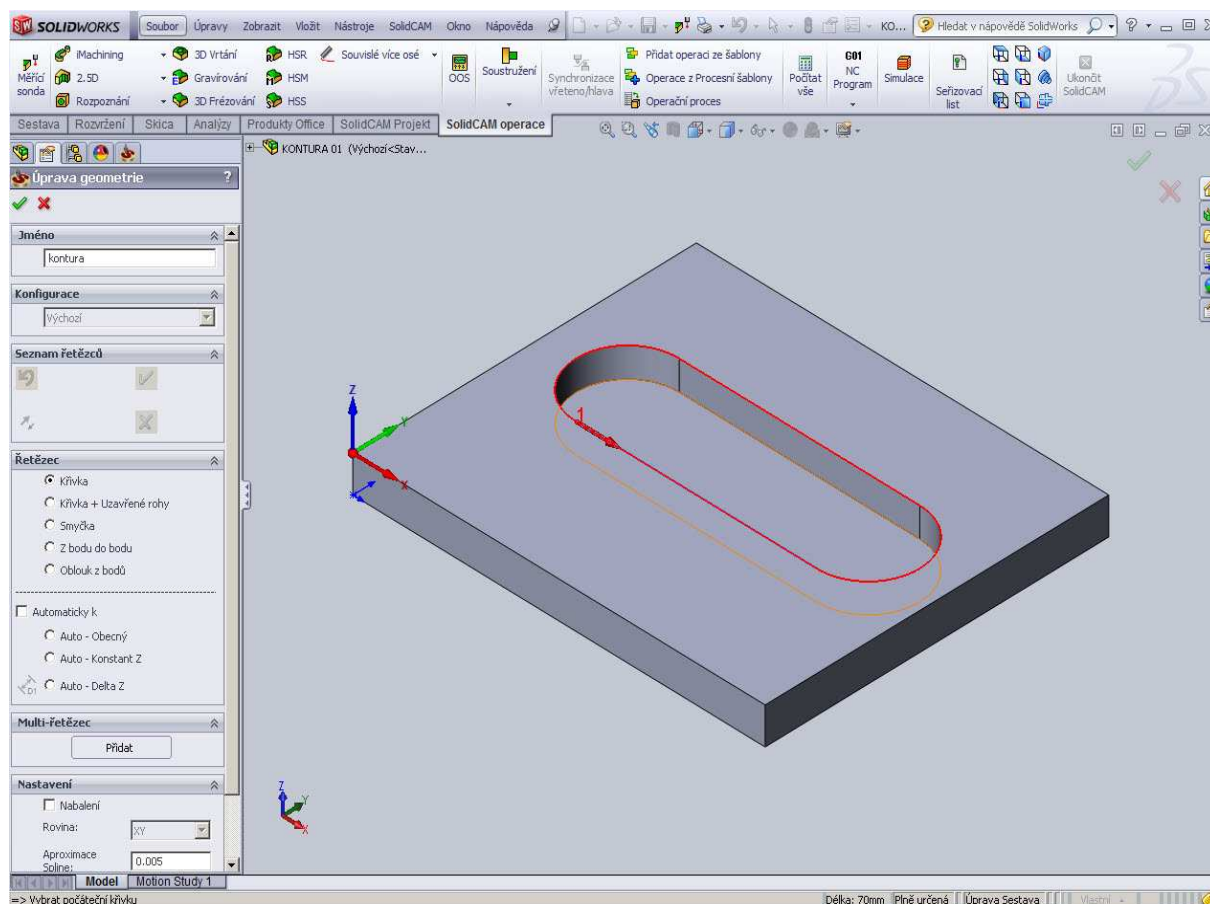 SOLIDWORKS Soubor Úpravy Zobrazit Vložit Nástroje SolidCAM Okno Nápověda KO... Hledat v nápovědě SolidWorks
Měřící sonda
iMachining
2.5D
Rozpoznání
3D Vrtání
Gravírování
3D Frézování
HSR
HSM
HSS
Souvislé více osé
OOS
Soustružení
Synchronizace
vřeteno/hlava
Přidat operaci ze šablony
Operace z Procesní šablony
Operační proces
Počítat
vše
G01
NC
Program
Simulace
Seřizovací
list
Ukončit
SolidCAM
Sestava Rozvržení Skica Analýzy Produkty Office SolidCAM Projekt SolidCAM operace
KONTURA 01 (Výchozí<Stav...
Úprava geometrie ?
Jméno
kontura
Konfigurace
Výchozí
Seznam řetězců
Řetězec
Křivka
Křivka + Uzavřené rohy
Smyčka
Z bodu do bodu
Oblouk z bodů
Automaticky k
Auto - Obecný
Auto - Konstant Z
D1 Auto - Delta Z
Multi-řetězec
Přidat
Nastavení
Nabalení
Rovina: XY
Aproximace
Spline: 0.005
Z
Y
X
1
Z
Y
X
Model Motion Study 1
=> Vybrat počáteční křivku Délka: 70mm Plně určená Úprava Sestava Vlastní